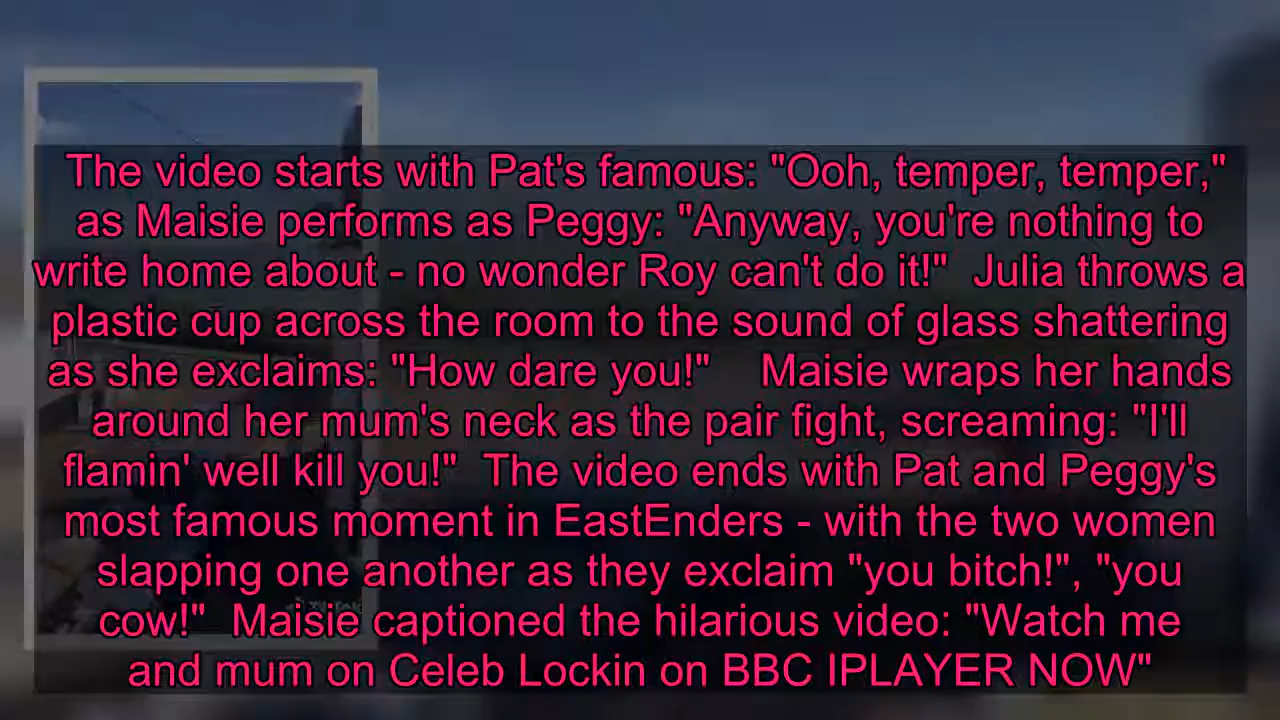 The video starts with Pat's famous: "Ooh, temper, temper,"
as Maisie performs as Peggy: "Anyway, you're nothing to
write home about - no wonder Roy can't do it!"  Julia throws a
plastic cup across the room to the sound of glass shattering
as she exclaims: "How dare you!"    Maisie wraps her hands
around her mum's neck as the pair fight, screaming: "I'll
flamin' well kill you!"  The video ends with Pat and Peggy's
most famous moment in EastEnders - with the two women
slapping one another as they exclaim "you bitch!", "you
cow!"  Maisie captioned the hilarious video: "Watch me
and mum on Celeb Lockin on BBC IPLAYER NOW"